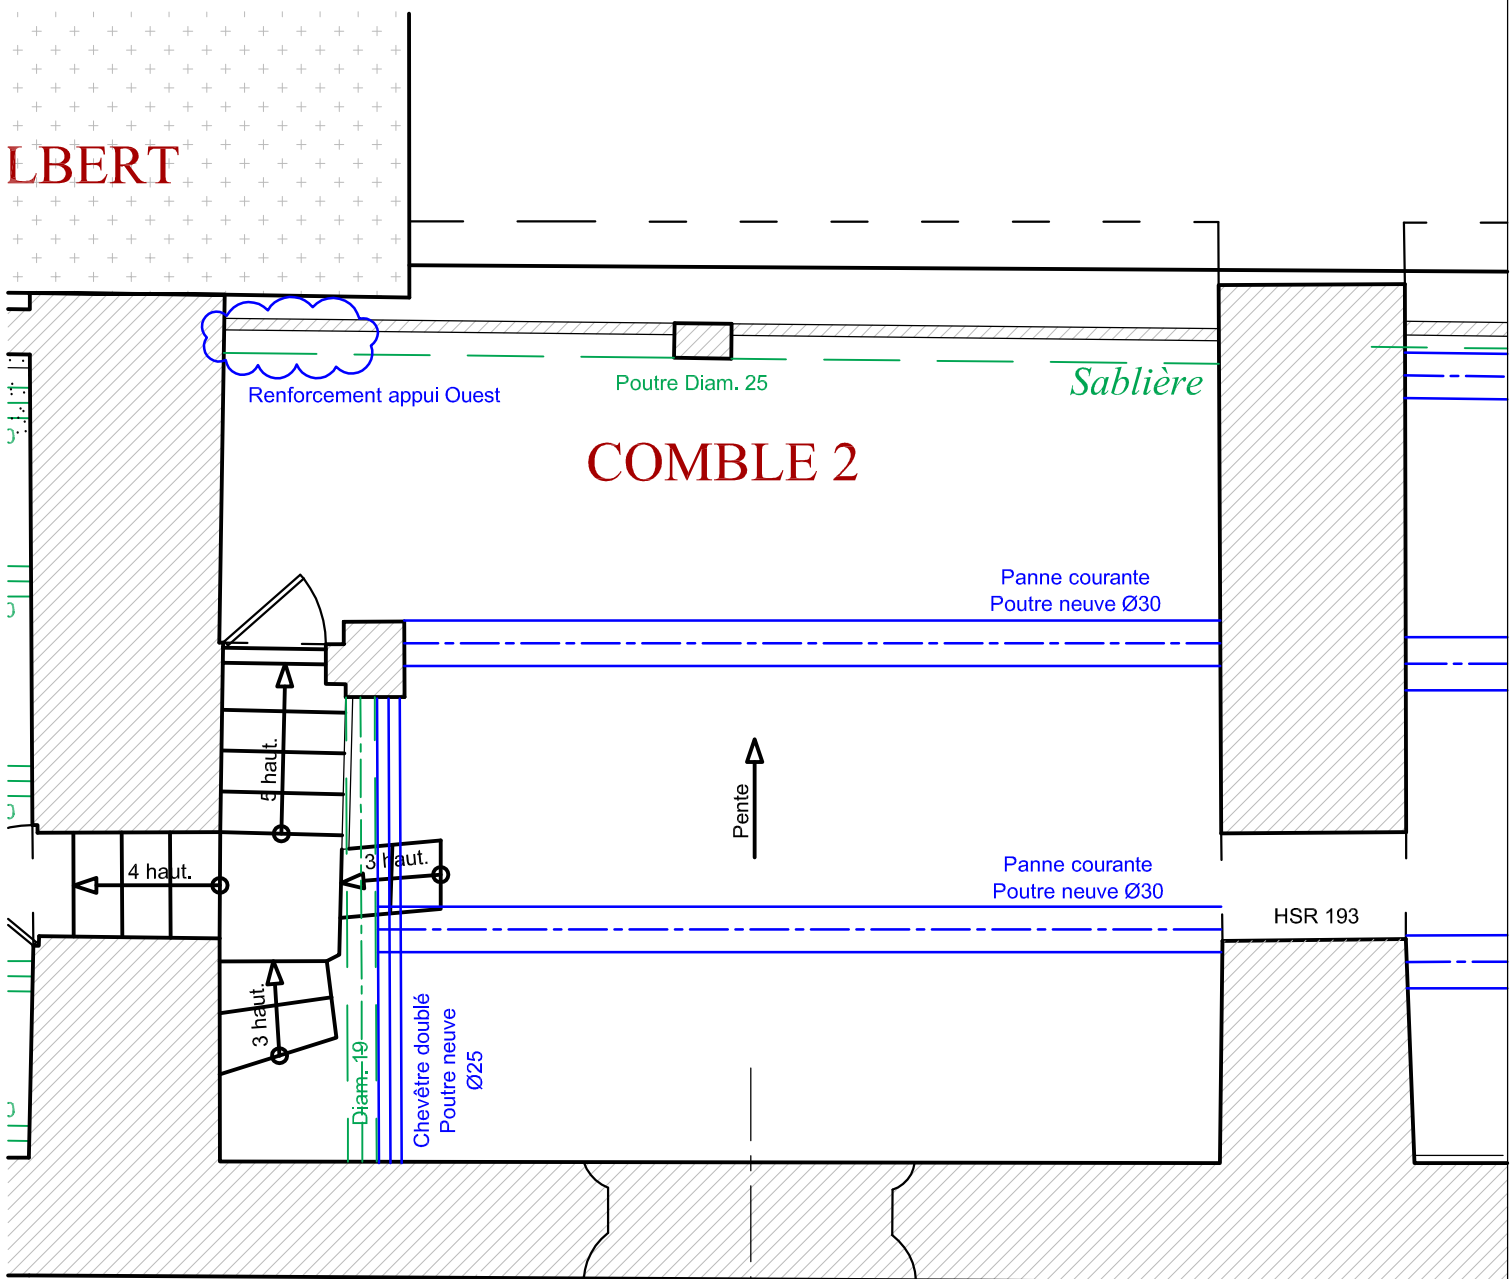 LBERT
Renforcement appui Ouest
Poutre Diam. 25
Sablière
COMBLE 2
Panne courante
Poutre neuve Ø30
5 haut.
Pente
4 haut.
3 haut.
Panne courante
Poutre neuve Ø30
HSR 193
3 haut.
Diam. 19
Chevêtre doublé
Poutre neuve
Ø25